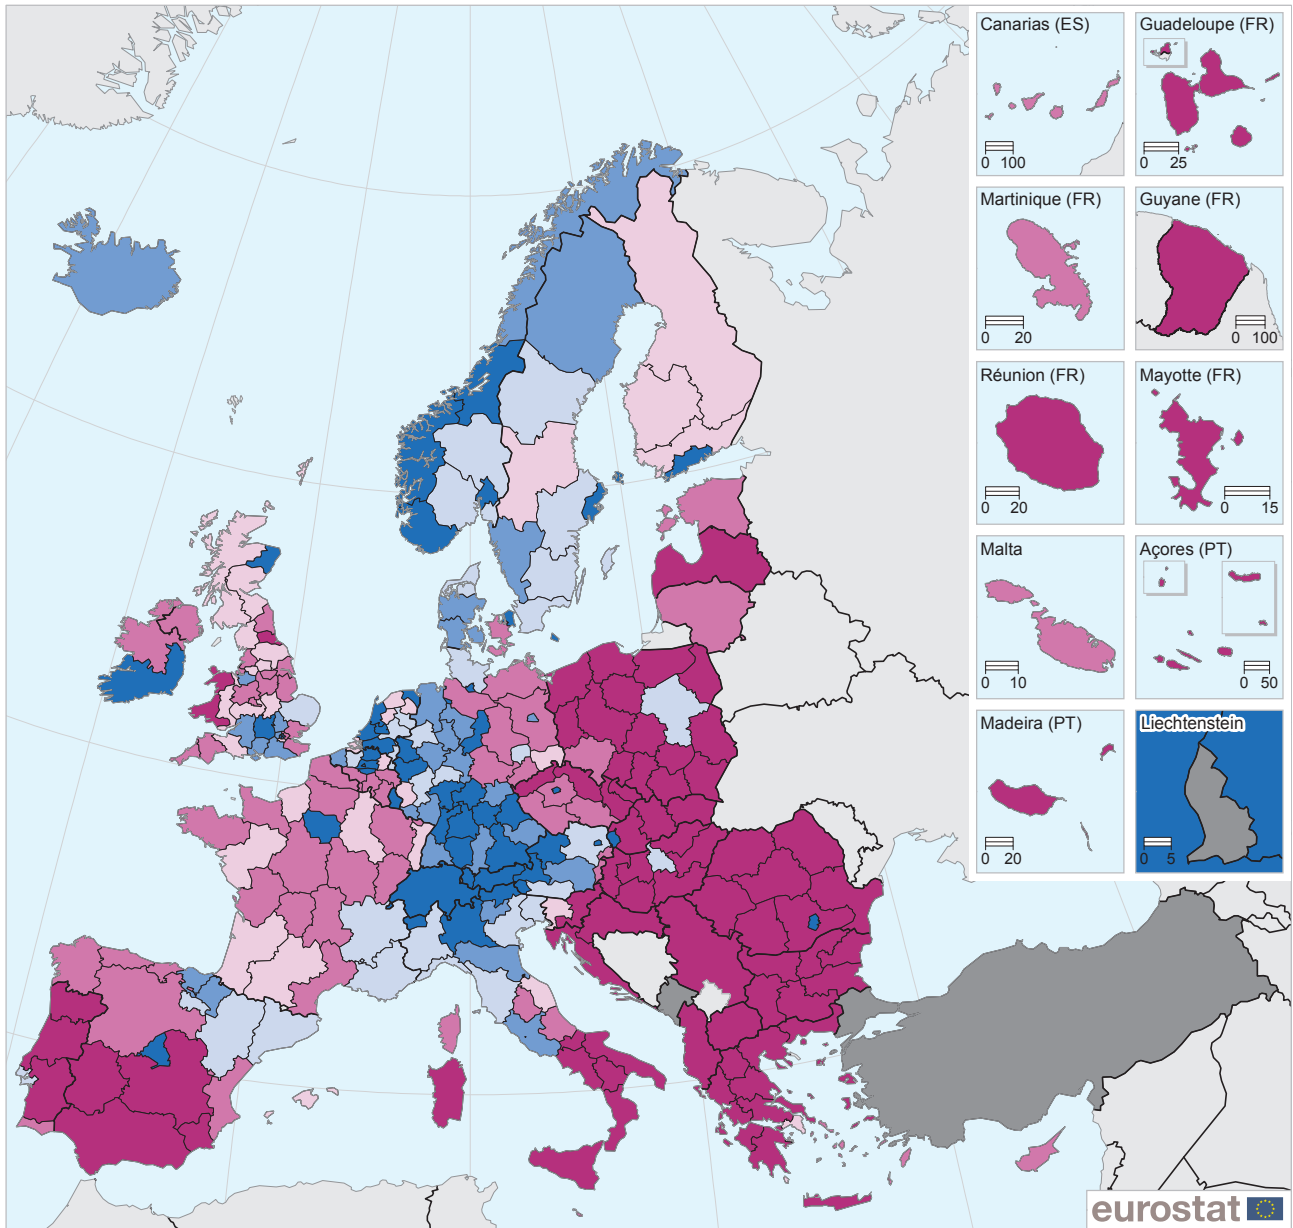 Canarias (ES)
0 100
Guadeloupe (FR)
0 25
Martinique (FR)
0 20
Guyane (FR)
0 100
Réunion (FR)
0 20
Mayotte (FR)
0 15
Malta
0 10
Açores (PT)
0 50
Madeira (PT)
0 20
Liechtenstein
0 5
eurostat